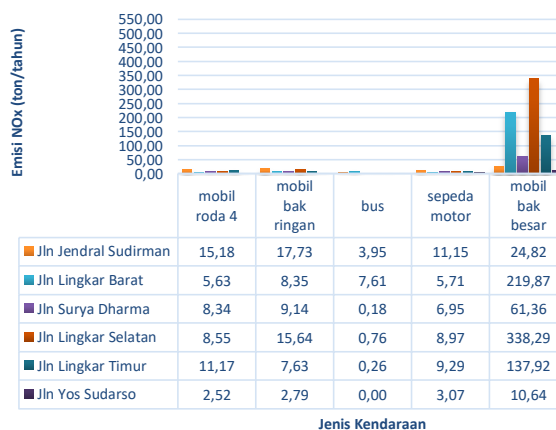 Emisi NOx (ton/tahun)
550,00
500,00
450,00
400,00
350,00
300,00
250,00
200,00
150,00
100,00
50,00
0,00
mobil roda 4
mobil bak ringan
bus
sepeda motor
mobil bak besar
Jln Jendral Sudirman 15,18 17,73 3,95 11,15 24,82
Jln Lingkar Barat 5,63 8,35 7,61 5,71 219,87
Jln Surya Dharma 8,34 9,14 0,18 6,95 61,36
Jln Lingkar Selatan 8,55 15,64 0,76 8,97 338,29
Jln Lingkar Timur 11,17 7,63 0,26 9,29 137,92
Jln Yos Sudarso 2,52 2,79 0,00 3,07 10,64
Jenis Kendaraan